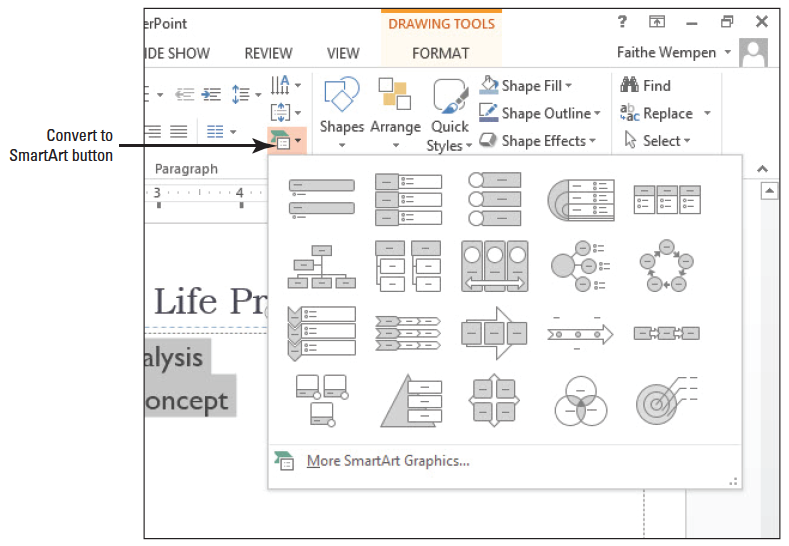 erPoint
DRAWING TOOLS
?
IDE SHOW
REVIEW
VIEW
FORMAT
Faithe Wempen
Shape Fill
Find
Shape Outline
Replace
Shapes
Arrange
Quick
Styles
Shape Effects
Select
Convert to
SmartArt button
Paragraph
3
4
Life Pr
alysis
oncept
More SmartArt Graphics...